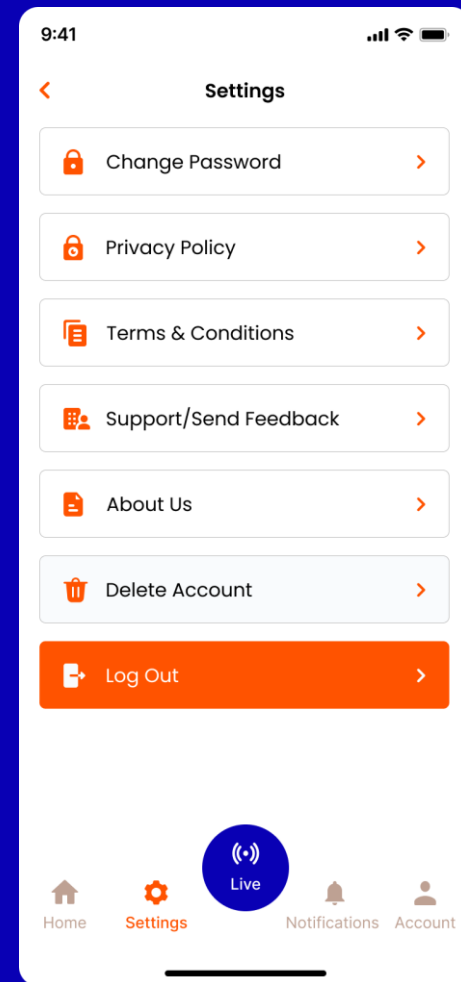 9:41
Settings
Change Password
Privacy Policy
Terms & Conditions
Support/Send Feedback
About Us
Delete Account
Log Out
Live
Home
Settings
Notifications
Account